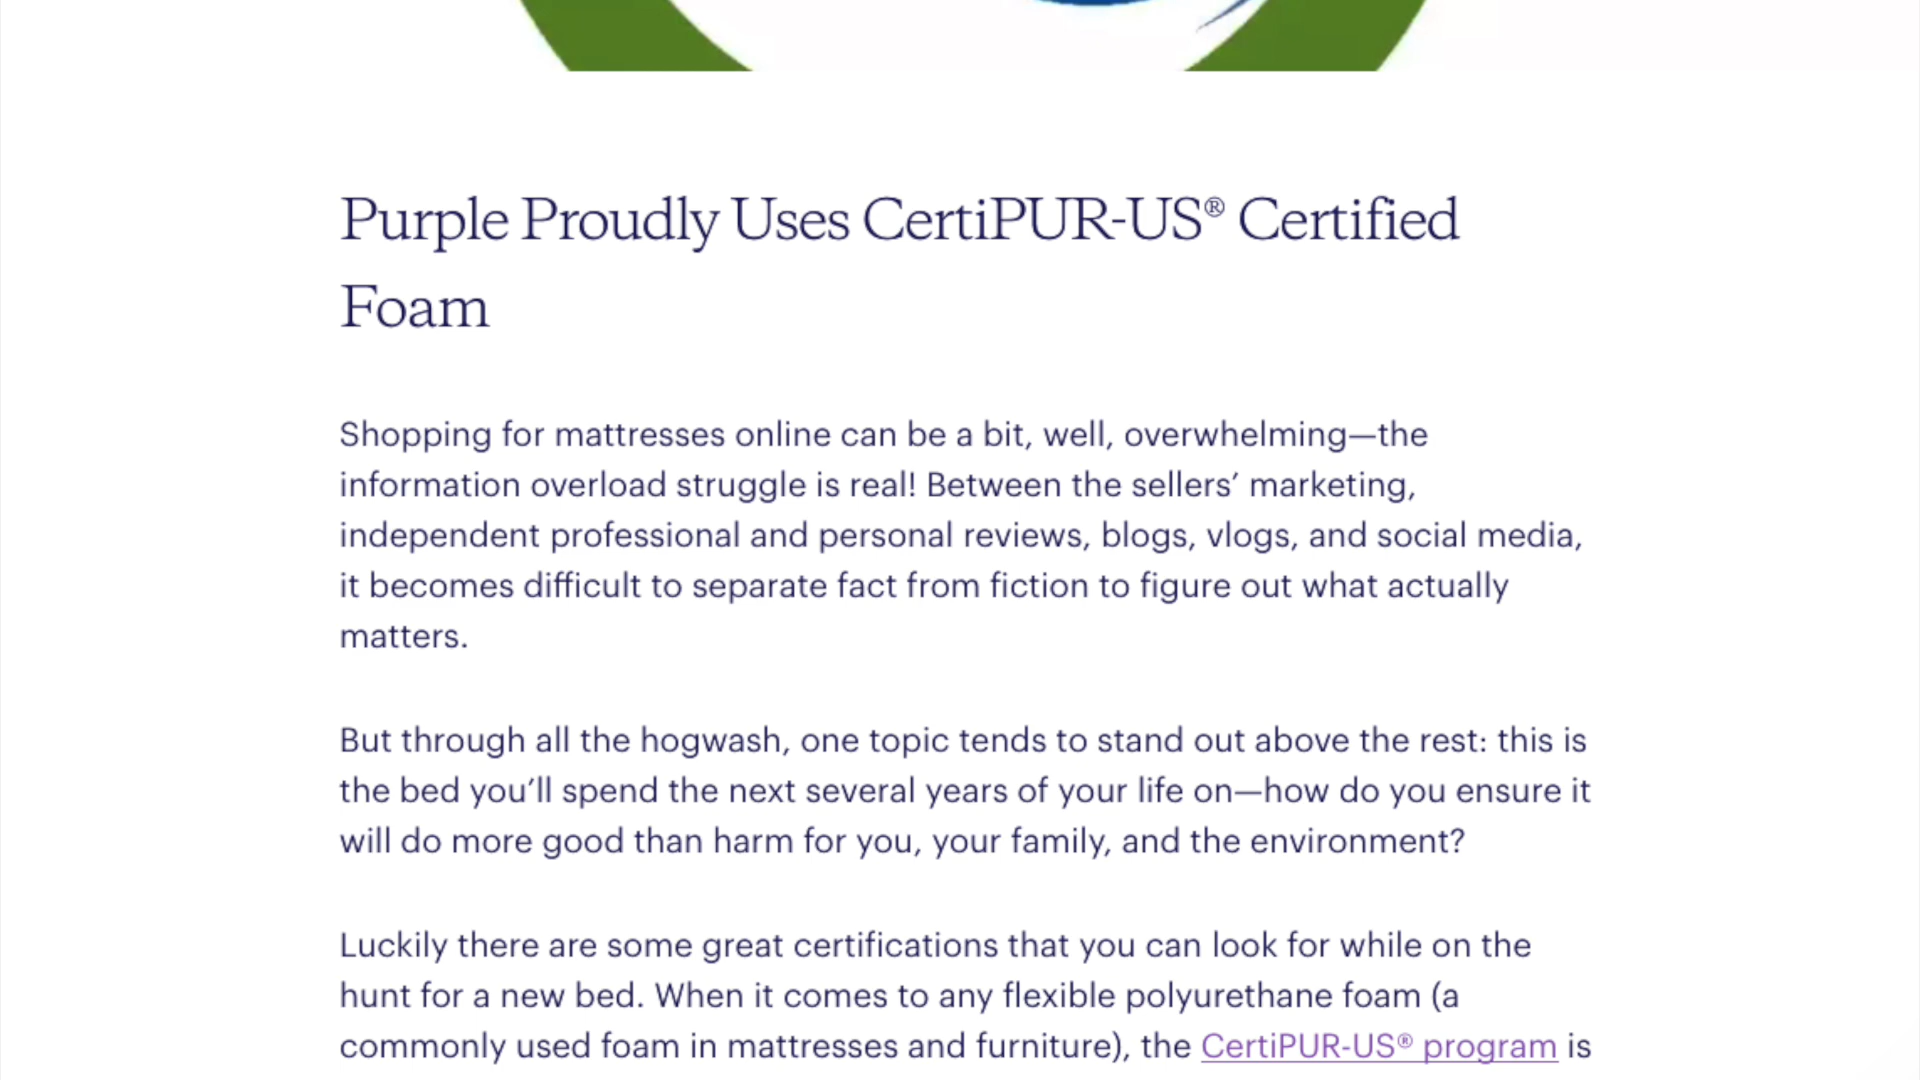 Purple Proudly Uses CertiPUR-US® Certified
Foam
Shopping for mattresses online can be a bit, well, overwhelming—the
information overload struggle is real! Between the sellers’ marketing,
independent professional and personal reviews, blogs, vlogs, and social media,
it becomes difficult to separate fact from fiction to figure out what actually
matters.
But through all the hogwash, one topic tends to stand out above the rest: this is
the bed you’ll spend the next several years of your life on—how do you ensure it
will do more good than harm for you, your family, and the environment?
Luckily there are some great certifications that you can look for while on the
hunt for a new bed. When it comes to any flexible polyurethane foam (a
commonly used foam in mattresses and furniture), the CertiPUR-US® program is